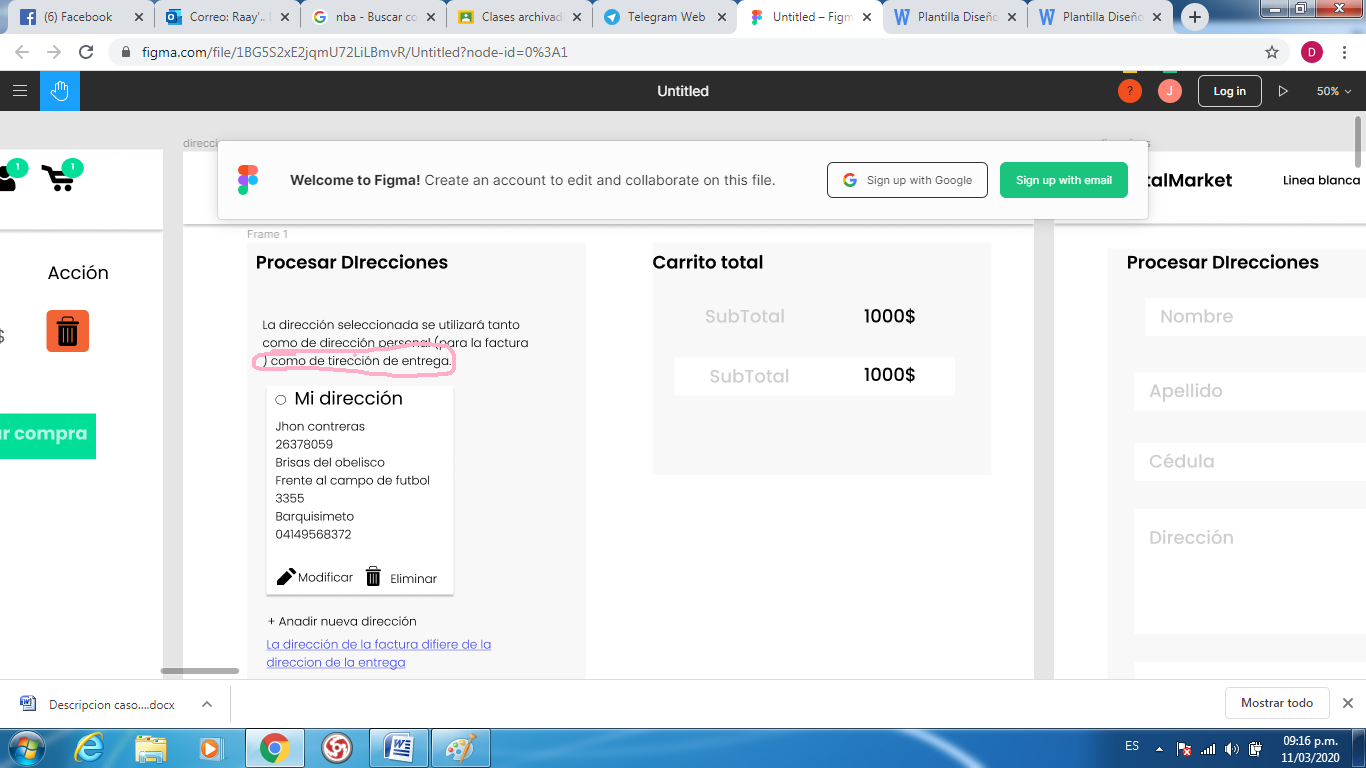 (6) Facebook
Correo: Raay'.. L
nba - Buscar co
Clases archivad
Telegram Web
Untitled – Figm
Plantilla Diseño
Plantilla Diseño
figma.com/file/1BG5S2xE2jqmU72LiLBmvR/Untitled?node-id=0%3A1
D
Untitled
?
J
Log in
50%
direcci
Welcome to Figma! Create an account to edit and collaborate on this file.
Sign up with Google
Sign up with email
1
1
talMarket
Linea blanca
Acción
$
ar compra
Frame 1
Procesar DIrecciones
La dirección seleccionada se utilizará tanto
como de dirección personal (para la factura
) como de tirección de entrega.
Mi dirección
Jhon contreras
26378059
Brisas del obelisco
Frente al campo de futbol
3355
Barquisimeto
04149568372
Modificar
Eliminar
+ Anadir nueva dirección
La dirección de la factura difiere de la
direccion de la entrega
Carrito total
SubTotal 1000$
SubTotal 1000$
Procesar DIrecciones
Nombre
Apellido
Cédula
Dirección
Descripcion caso....docx
Mostrar todo
ES
09:16 p.m.
11/03/2020